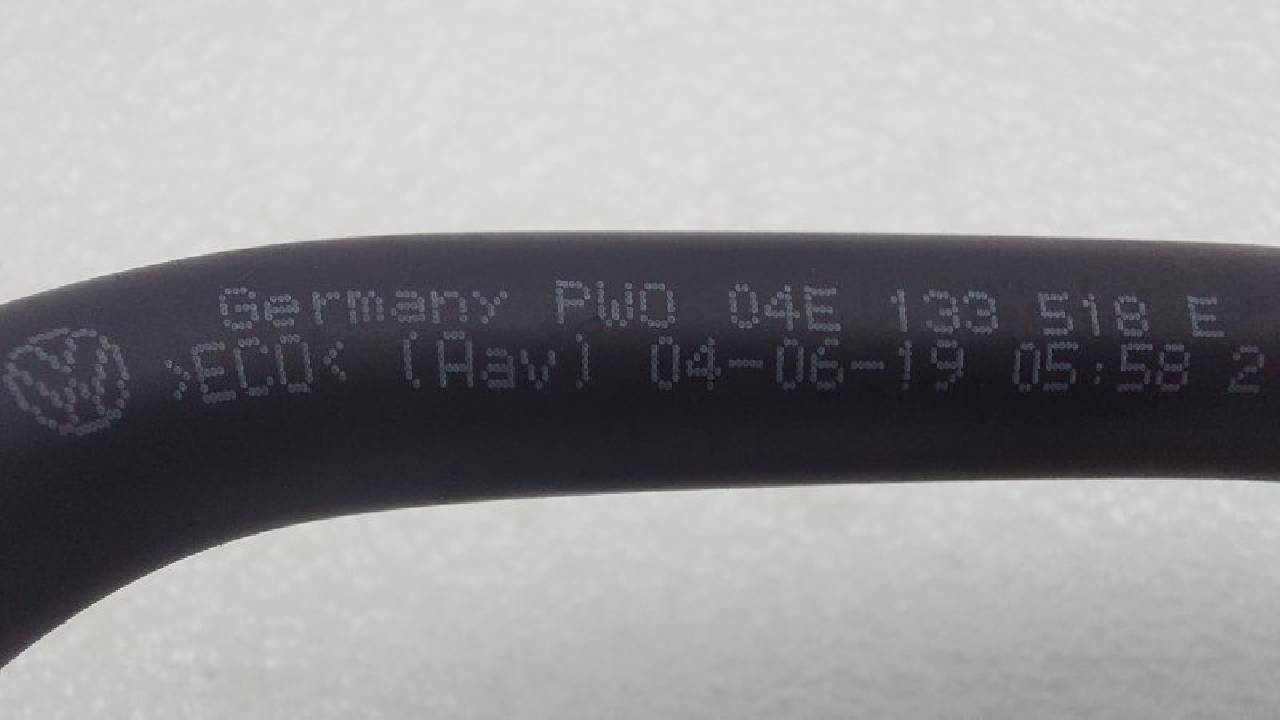 Germany PWO 04E 133 518 E
>ECO< (Aav) 04-06-19 05:58 2